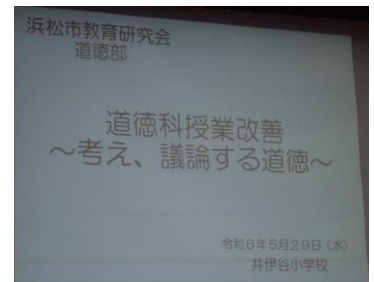 浜松市教育研究会
道徳部
道徳科授業改善
～考え、議論する道徳～
令和6年5月29日（水）
井伊谷小学校